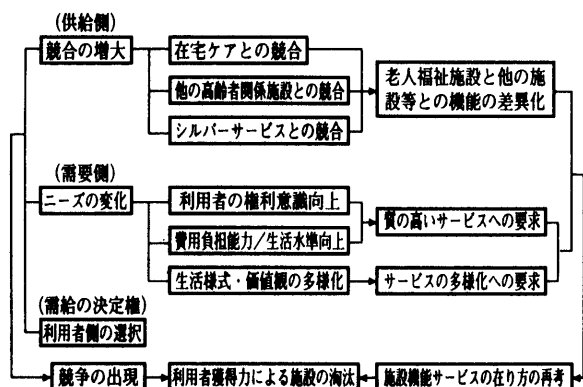 (供給側)
競合の増大
在宅ケアとの競合
他の高齢者関係施設との競合
シルバーサービスとの競合
老人福祉施設と他の施
設等との機能の差異化
(需要側)
ニーズの変化
利用者の権利意識向上
費用負担能力/生活水準向上
生活様式・価値観の多様化
質の高いサービスへの要求
サービスの多様化への要求
(需給の決定権)
利用者側の選択
競争の出現
利用者獲得力による施設の淘汰
施設機能サービスの在り方の再考